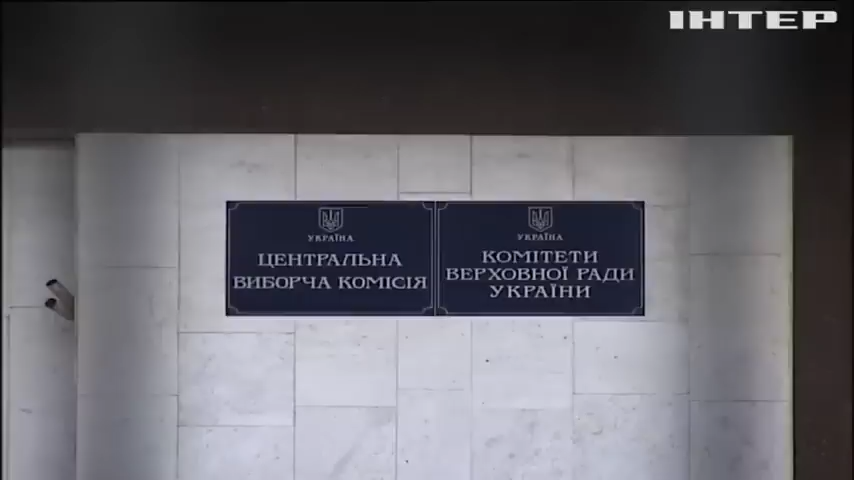 ІНТЕР
УКРАЇНА
ЦЕНТРАЛЬНА
ВИБОРЧА КОМІСІЯ
УКРАЇНА
КОМІТЕТИ
ВЕРХОВНОЇ РАДИ
УКРАЇНИ